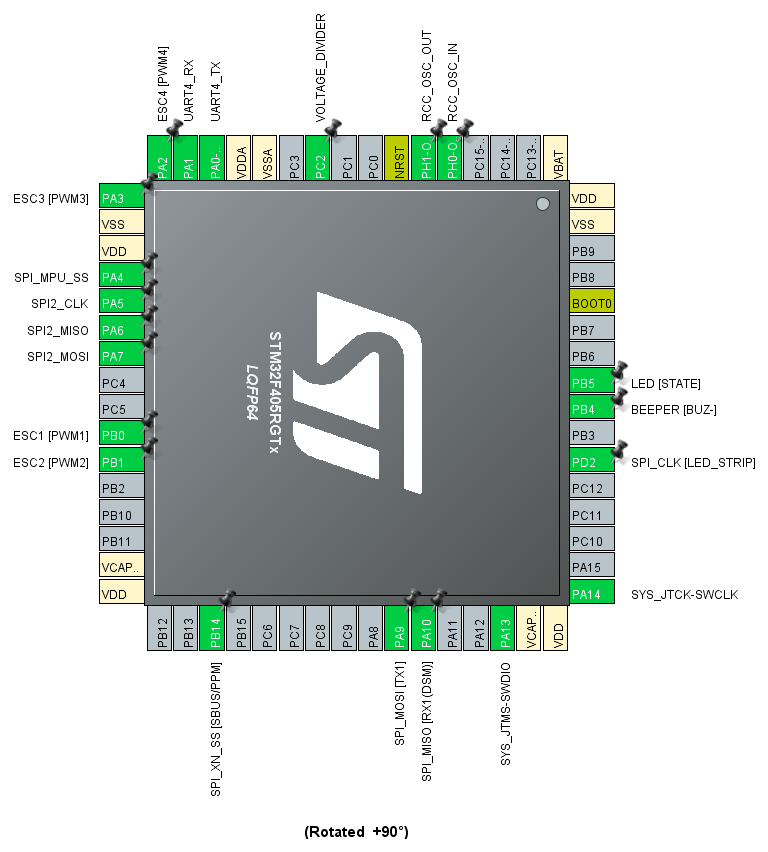 ESC4 [PWM4]
UART4_RX
UART4_TX
VOLTAGE_DIVIDER
RCC_OSC_OUT
RCC_OSC_IN
PA2
PA1
PA0-..
VDDA
VSSA
PC3
PC2
PC1
PC0
NRST
PH1-O..
PH0-O..
PC15-..
PC14-..
PC13-..
VBAT
ESC3 [PWM3]
PA3
VSS
VDD
SPI_MPU_SS
PA4
SPI2_CLK
PA5
SPI2_MISO
PA6
SPI2_MOSI
PA7
PC4
PC5
ESC1 [PWM1]
PB0
ESC2 [PWM2]
PB1
PB2
PB10
PB11
VCAP..
VDD
STM32F405RGTx
LQFP64
VDD
VSS
PB9
PB8
BOOT0
PB7
PB6
PB5
LED [STATE]
PB4
BEEPER [BUZ-]
PB3
PD2
SPI_CLK [LED_STRIP]
PC12
PC11
PC10
PA15
PA14
SYS_JTCK-SWCLK
PB12
PB13
PB14
PB15
PC6
PC7
PC8
PC9
PA8
PA9
PA10
PA11
PA12
PA13
VCAP..
VDD
SPI_XN_SS [SBUS/PPM]
SPI_MOSI [TX1]
SPI_MISO [RX1(DSM)]
SYS_JTMS-SWDIO
(Rotated +90°)